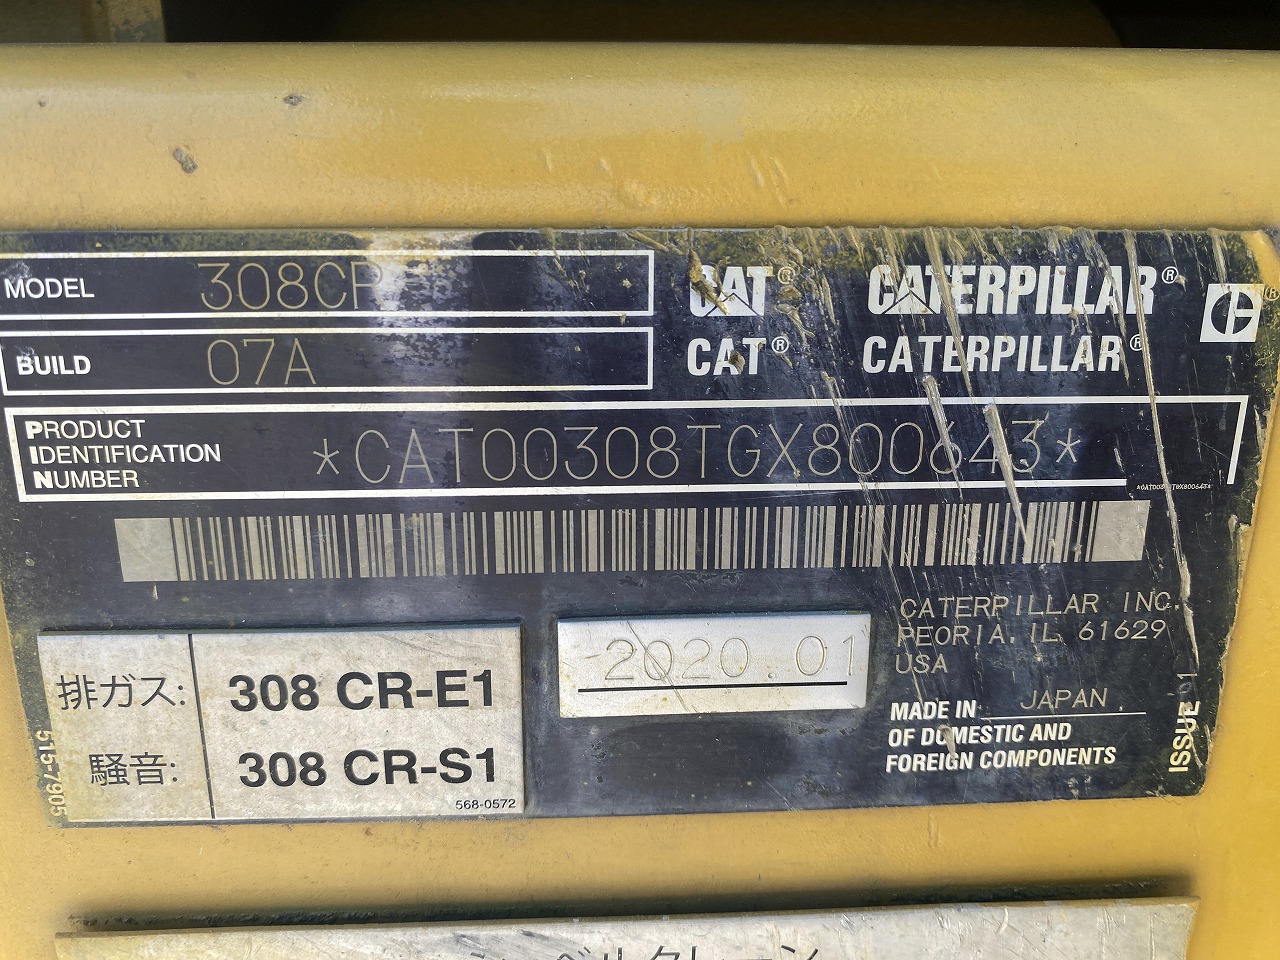 MODEL 308CR
BUILD 07A
CAT® CATERPILLAR®
CAT® CATERPILLAR®
PRODUCT
IDENTIFICATION
NUMBER
*CAT00308TGX800643*
CATERPILLAR INC.
PEORIA, IL 61629
USA
2020.01
MADE IN JAPAN
OF DOMESTIC AND
FOREIGN COMPONENTS
排ガス: 308 CR-E1
騒音: 308 CR-S1
568-0572
515-7905
ISSUE 01